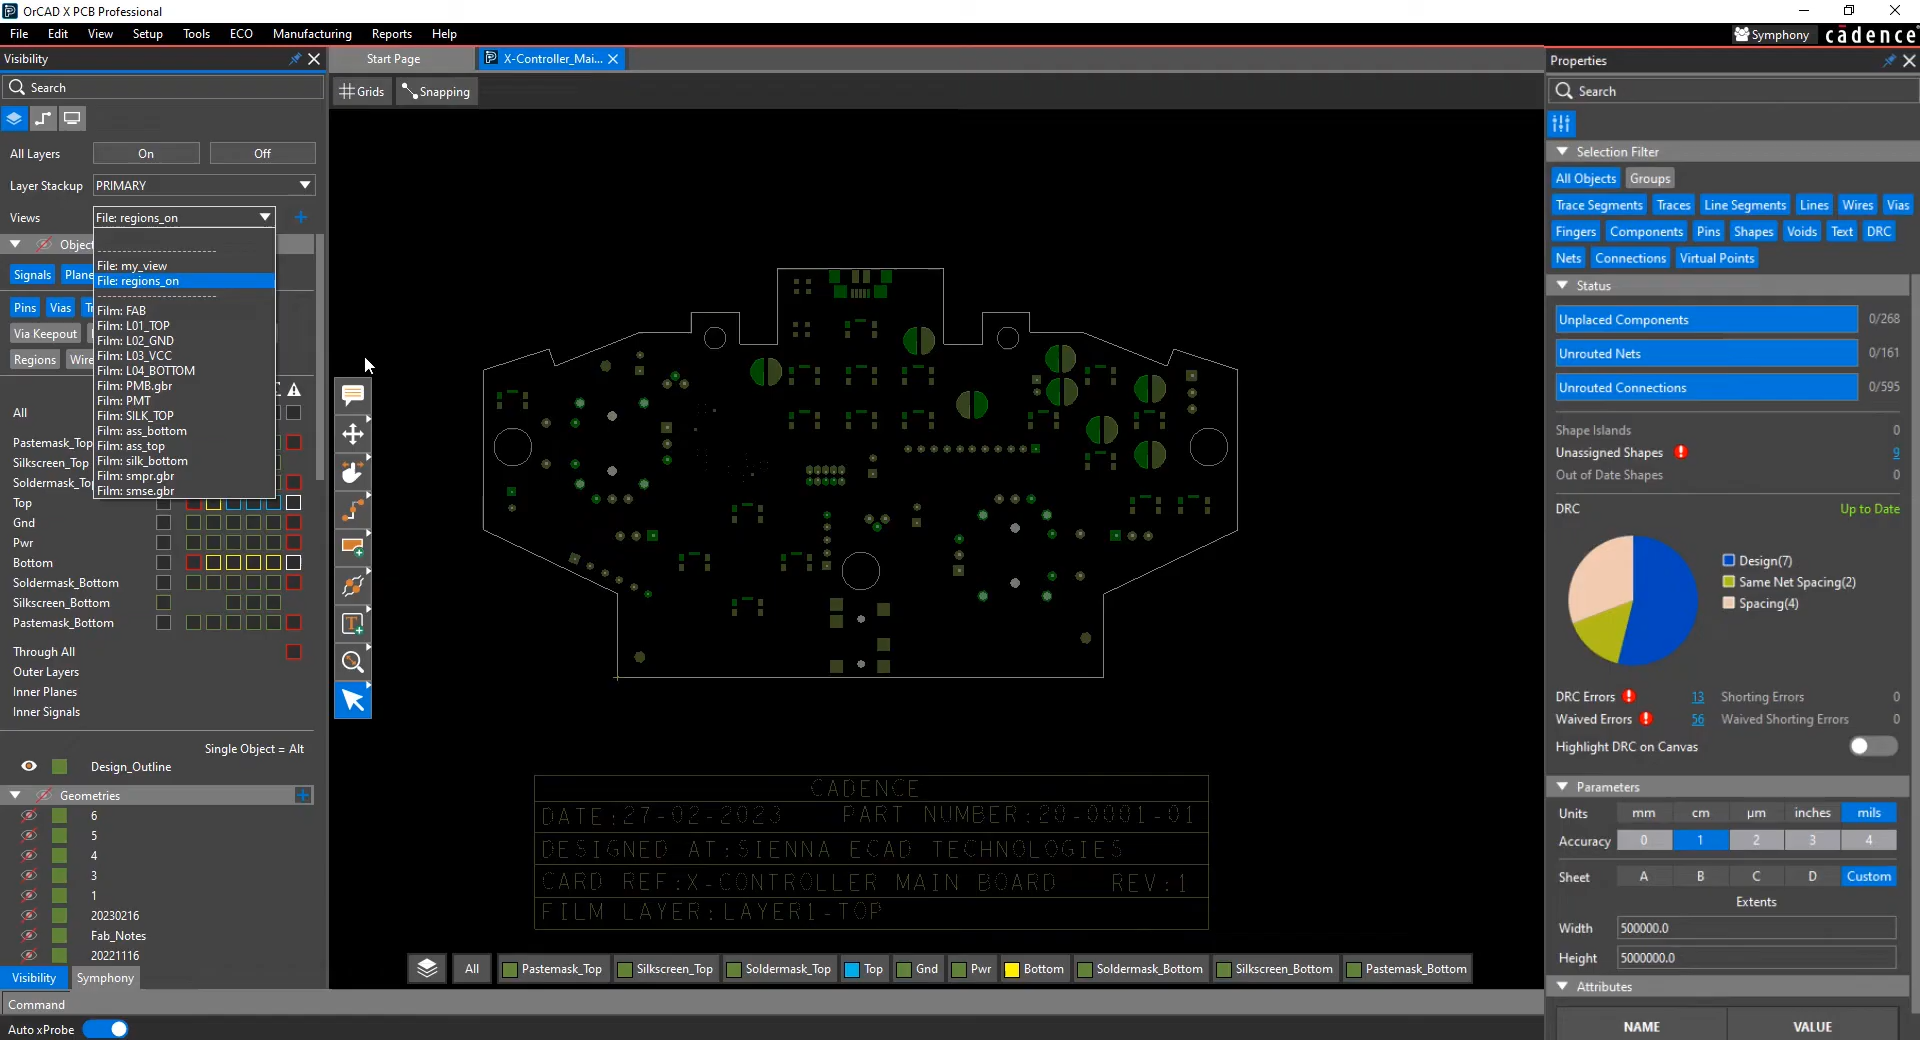 OrCAD X PCB Professional
File Edit View Setup Tools ECO Manufacturing Reports Help
Symphony cādence
Visibility
Search
All Layers On Off
Layer Stackup PRIMARY
Views File: regions_on
Object
Signals Plane
Pins Vias Tr
Via Keepout
Regions Wire
File: my_view
File: regions_on
Film: FAB
Film: L01_TOP
Film: L02_GND
Film: L03_VCC
Film: L04_BOTTOM
Film: PMB.gbr
Film: PMT
Film: SILK_TOP
Film: ass_bottom
Film: ass_top
Film: silk_bottom
Film: smpr.gbr
Film: smse.gbr
All
Pastemask_Top
Silkscreen_Top
Soldermask_To
Top
Gnd
Pwr
Bottom
Soldermask_Bottom
Silkscreen_Bottom
Pastemask_Bottom
Through All
Outer Layers
Inner Planes
Inner Signals
Single Object = Alt
Design_Outline
Geometries
6
5
4
3
1
20230216
Fab_Notes
20221116
Visibility Symphony
Command
Auto xProbe
Start Page X-Controller_Mai...
Grids Snapping
CADENCE
DATE:27-02-2023 PART NUMBER:20-0001-01
DESIGNED AT:SIENNA ECAD TECHNOLOGIES
CARD REF:X-CONTROLLER MAIN BOARD REV:1
FILM LAYER:LAYER1-TOP
All Pastemask_Top Silkscreen_Top Soldermask_Top Top Gnd Pwr Bottom Soldermask_Bottom Silkscreen_Bottom Pastemask_Bottom
Properties
Search
Selection Filter
All Objects Groups
Trace Segments Traces Line Segments Lines Wires Vias
Fingers Components Pins Shapes Voids Text DRC
Nets Connections Virtual Points
Status
Unplaced Components 0/268
Unrouted Nets 0/161
Unrouted Connections 0/595
Shape Islands 0
Unassigned Shapes 9
Out of Date Shapes 0
DRC Up to Date
Design(7)
Same Net Spacing(2)
Spacing(4)
DRC Errors 13 Shorting Errors 0
Waived Errors 56 Waived Shorting Errors 0
Highlight DRC on Canvas
Parameters
Units mm cm µm inches mils
Accuracy 0 1 2 3 4
Sheet A B C D Custom
Extents
Width 500000.0
Height 5000000.0
Attributes
NAME VALUE